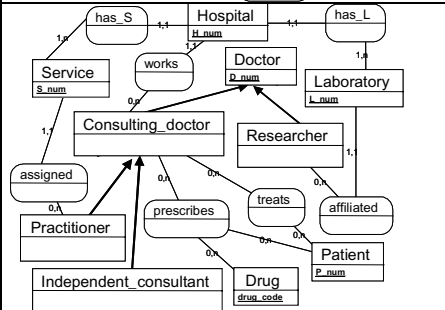 has_S
1,1
Hospital
H_num
1,1
has_L
1,n
1,1
works
Doctor
D_num
1,n
Service
S_num
Laboratory
L_num
0,n
Consulting_doctor
Researcher
1,1
1,1
assigned
0,n
0,n
0,n
treats
affiliated
prescribes
0,n
Practitioner
0,n
0,n
0,n
Patient
P_num
Independent_consultant
Drug
drug_code